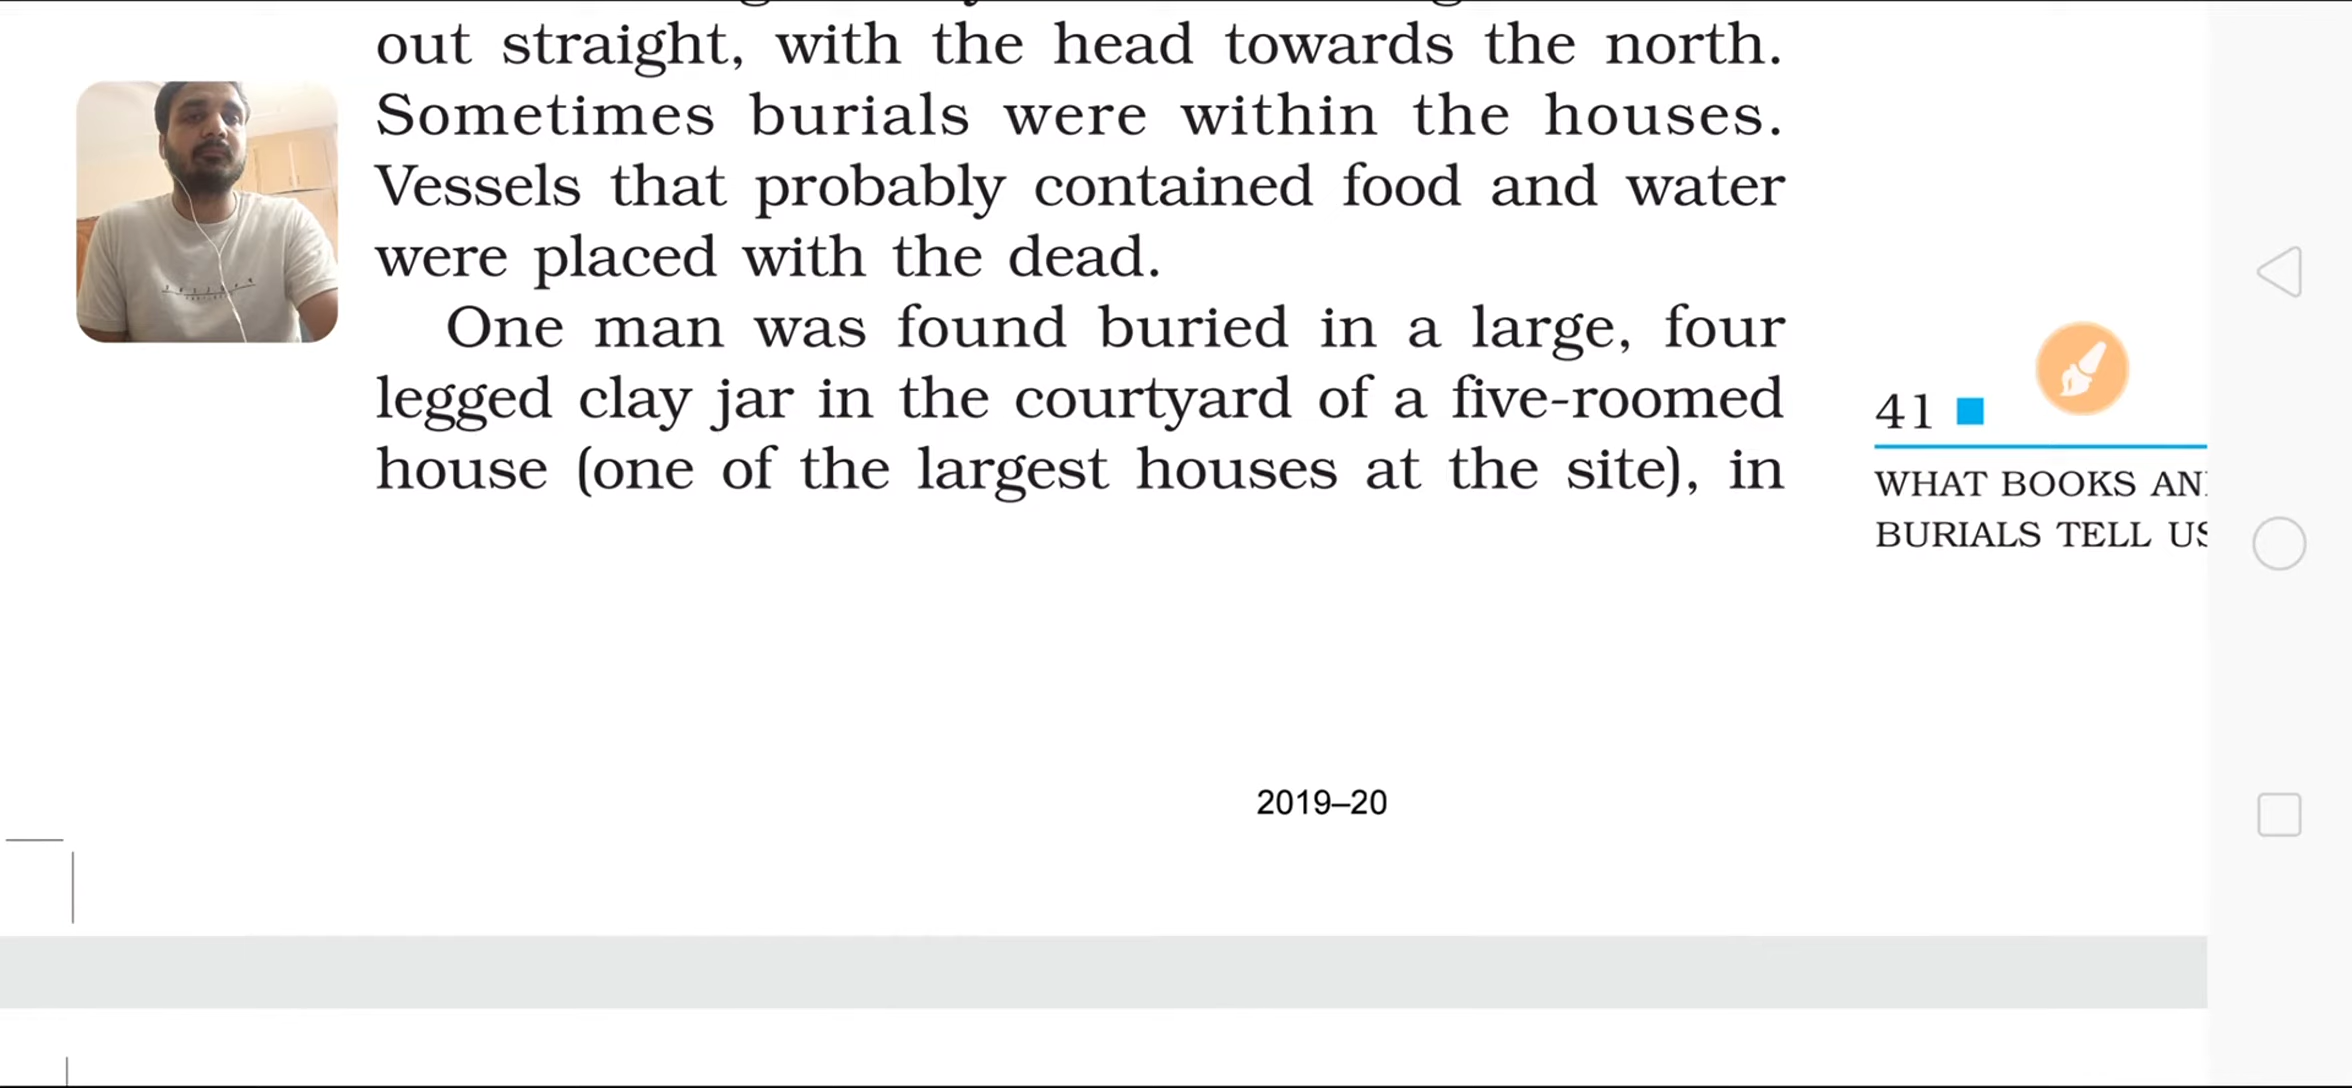 out straight, with the head towards the north.
Sometimes burials were within the houses.
Vessels that probably contained food and water
were placed with the dead.
One man was found buried in a large, four
legged clay jar in the courtyard of a five-roomed
house (one of the largest houses at the site), in
41
WHAT BOOKS AN
BURIALS TELL US
2019–20